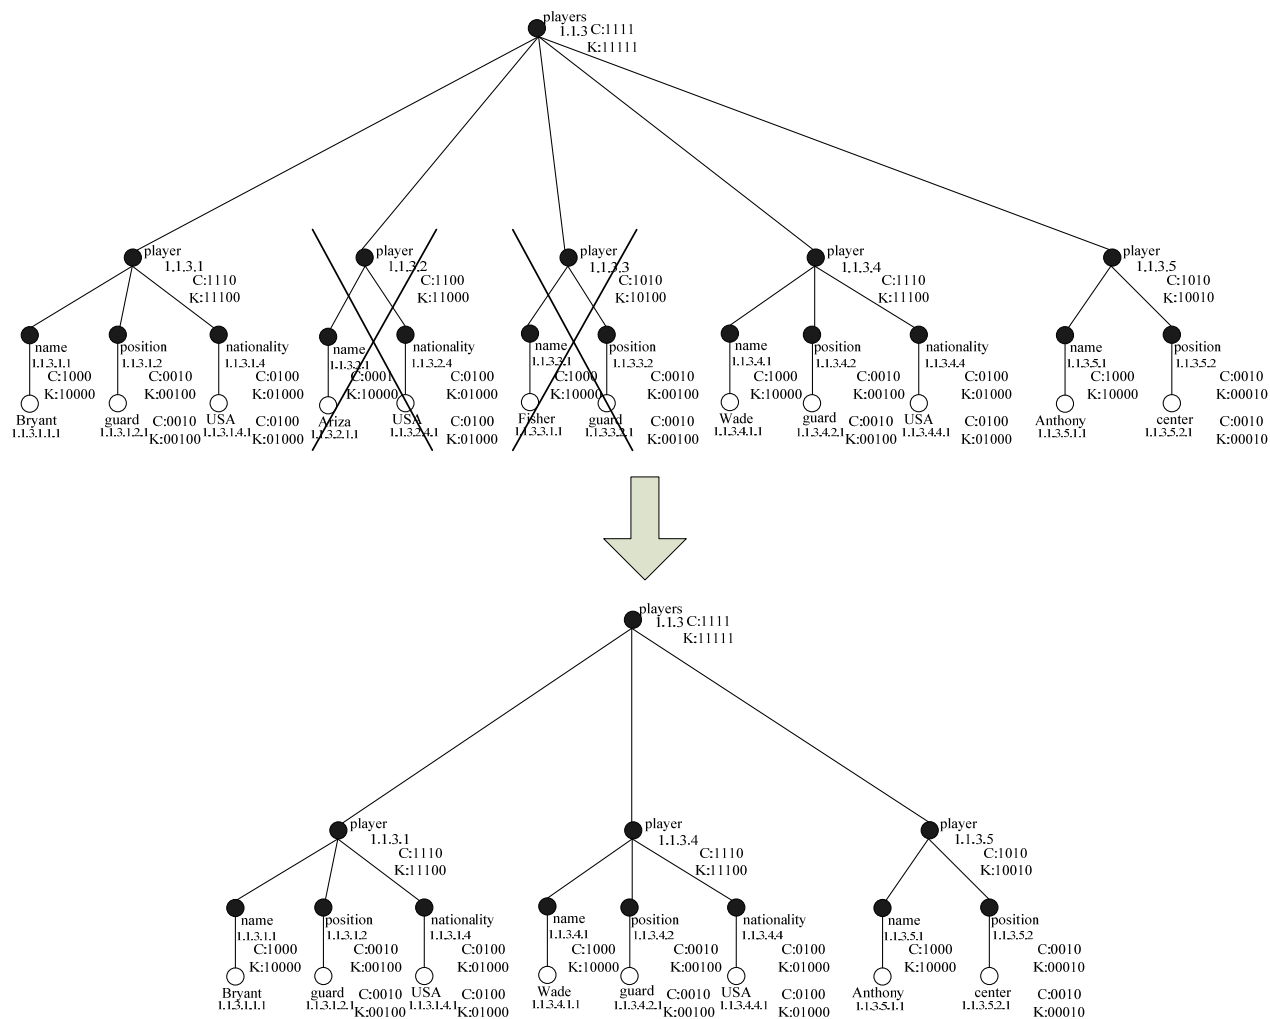 players
1.1.3 C:1111
K:11111
player
1.1.3.1
C:1110
K:11100
player
1.1.3.2
C:1100
K:11000
player
1.1.3.3
C:1010
K:10100
player
1.1.3.4
C:1110
K:11100
player
1.1.3.5
C:1010
K:10010
name
1.1.3.1.1
C:1000
K:10000
Bryant
1.1.3.1.1.1
position
1.1.3.1.2
C:0010
K:00100
guard
1.1.3.1.2.1
C:0010
K:00100
nationality
1.1.3.1.4
C:0100
K:01000
USA
1.1.3.1.4.1
C:0100
K:01000
name
1.1.3.2.1
C:0001
K:10000
Ariza
1.1.3.2.1.1
nationality
1.1.3.2.4
C:0100
K:01000
USA
1.1.3.2.4.1
C:0100
K:01000
name
1.1.3.3.1
C:1000
K:10000
Fisher
1.1.3.3.1.1
position
1.1.3.3.2
C:0010
K:00100
guard
1.1.3.3.2.1
C:0010
K:00100
name
1.1.3.4.1
C:1000
K:10000
Wade
1.1.3.4.1.1
position
1.1.3.4.2
C:0010
K:00100
guard
1.1.3.4.2.1
C:0010
K:00100
nationality
1.1.3.4.4
C:0100
K:01000
USA
1.1.3.4.4.1
C:0100
K:01000
name
1.1.3.5.1
C:1000
K:10000
Anthony
1.1.3.5.1.1
position
1.1.3.5.2
C:0010
K:00010
center
1.1.3.5.2.1
C:0010
K:00010
players
1.1.3 C:1111
K:11111
player
1.1.3.1
C:1110
K:11100
player
1.1.3.4
C:1110
K:11100
player
1.1.3.5
C:1010
K:10010
name
1.1.3.1.1
C:1000
K:10000
Bryant
1.1.3.1.1.1
position
1.1.3.1.2
C:0010
K:00100
guard
1.1.3.1.2.1
C:0010
K:00100
nationality
1.1.3.1.4
C:0100
K:01000
USA
1.1.3.1.4.1
C:0100
K:01000
name
1.1.3.4.1
C:1000
K:10000
Wade
1.1.3.4.1.1
position
1.1.3.4.2
C:0010
K:00100
guard
1.1.3.4.2.1
C:0010
K:00100
nationality
1.1.3.4.4
C:0100
K:01000
USA
1.1.3.4.4.1
C:0100
K:01000
name
1.1.3.5.1
C:1000
K:10000
Anthony
1.1.3.5.1.1
position
1.1.3.5.2
C:0010
K:00010
center
1.1.3.5.2.1
C:0010
K:00010